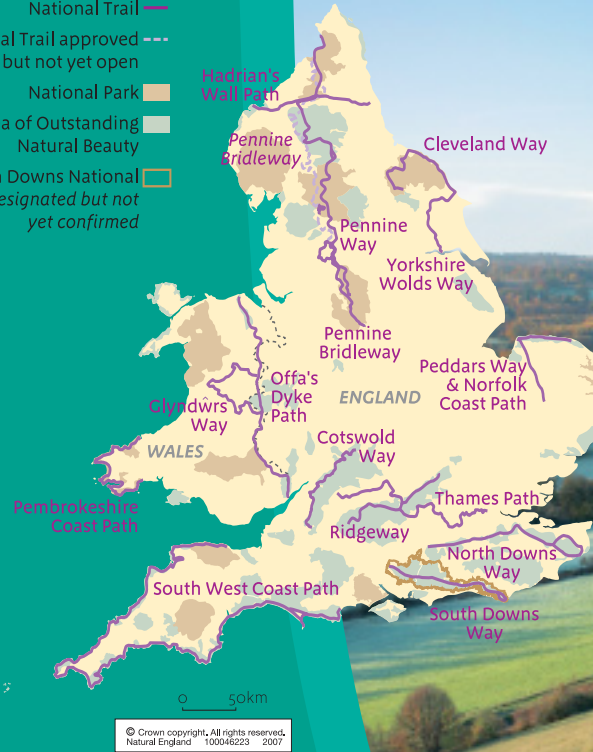 National Trail
al Trail approved
but not yet open
National Park
a of Outstanding
Natural Beauty
Downs National
esignated but not
yet confirmed
Hadrian's
Wall Path
Pennine
Bridleway
Cleveland Way
Pennine
Way
Yorkshire
Wolds Way
Pennine
Bridleway
Peddars Way
& Norfolk
Coast Path
Offa's
Dyke
Path
ENGLAND
Glyndŵrs
Way
Cotswold
Way
WALES
Thames Path
Pembrokeshire
Coast Path
Ridgeway
North Downs
Way
South West Coast Path
South Downs
Way
0 50km
© Crown copyright. All rights reserved.
Natural England 100046223 2007